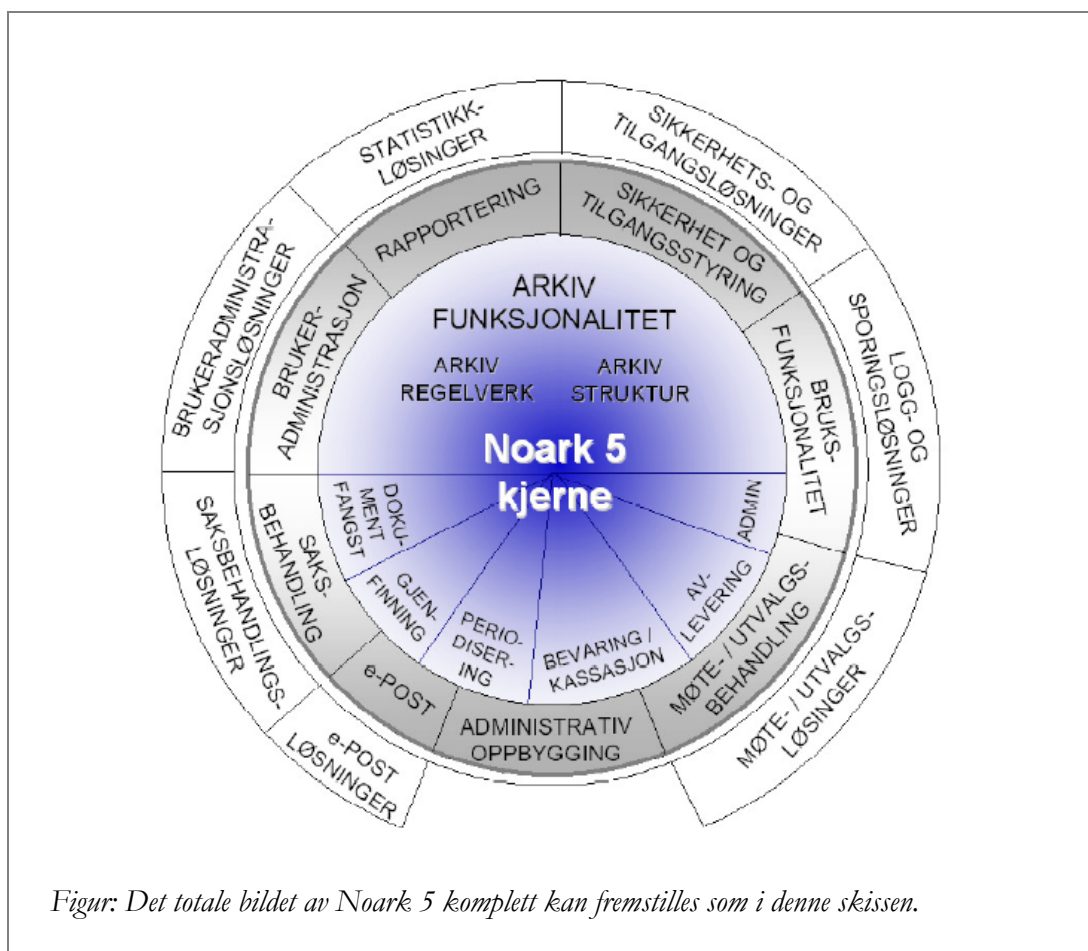 STATISTIKK-
LØSINGER
SIKKERHETS- OG
TILGANGSLØSNINGER
LOGG- OG
SPORINGSLØSNINGER
MØTE- / UTVALGS-
LØSINGER
e-POST
LØSNINGER
SAKSBEHANDLINGS-
LØSNINGER
BRUKERADMINISTRA-
SJONSLØSNINGER
RAPPORTERING
SIKKERHET OG
TILGANGSSTYRING
BRUKS-
FUNKSJONALITET
MØTE- / UTVALGS-
BEHANDLING
ADMINISTRATIV
OPPBYGGING
e-POST
SAKS-
BEHANDLING
BRUKER-
ADMINISTRASJON
ARKIV
FUNKSJONALITET
ARKIV
REGELVERK
ARKIV
STRUKTUR
Noark 5
kjerne
DOKU-
MENT
FANGST
GJEN-
FINNING
PERIO-
DISER-
ING
BEVARING /
KASSASJON
AV-
LEVERING
ADMIN
Figur: Det totale bildet av Noark 5 komplett kan fremstilles som i denne skissen.